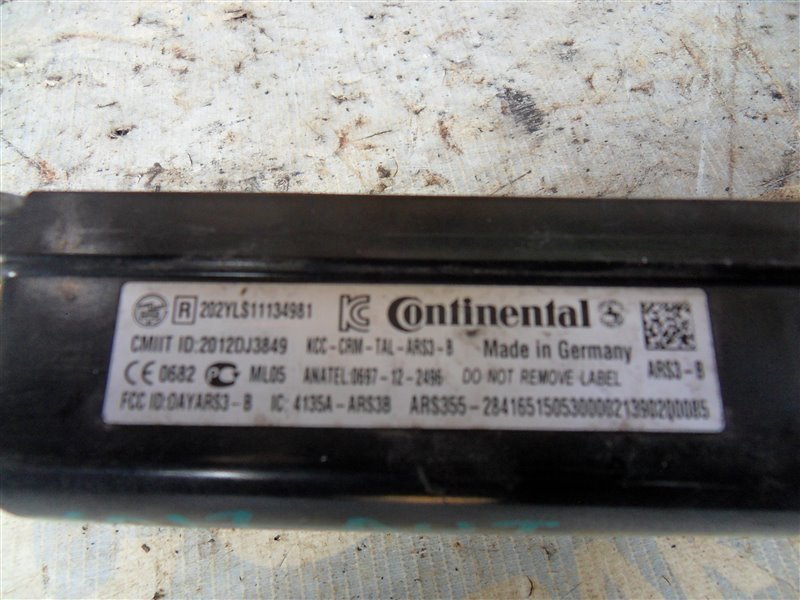 R 202YLS11134981 Continental
CMIIT ID:2012DJ3849 KCC-CRM-TAL-ARS3-B Made in Germany
CE 0682 ML05 ANATEL:0697-12-2496 DO NOT REMOVE LABEL ARS3-B
FCC ID:OAYARS3-B IC: 4135A-ARS3B ARS355-28416515053000021390200085